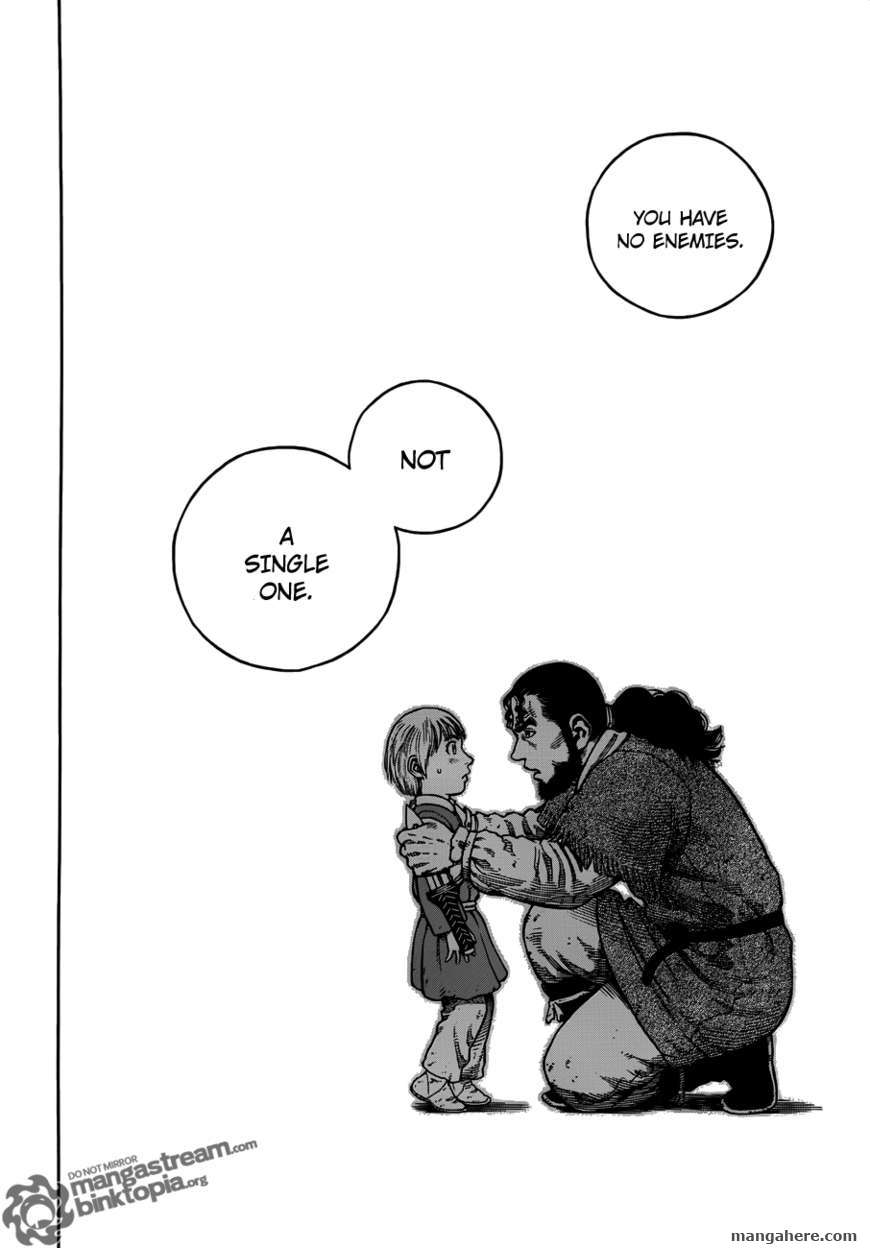 YOU HAVE
NO ENEMIES.
NOT
A
SINGLE
ONE.
DO NOT MIRROR
mangastream.com
binktopia.org
mangahere.com